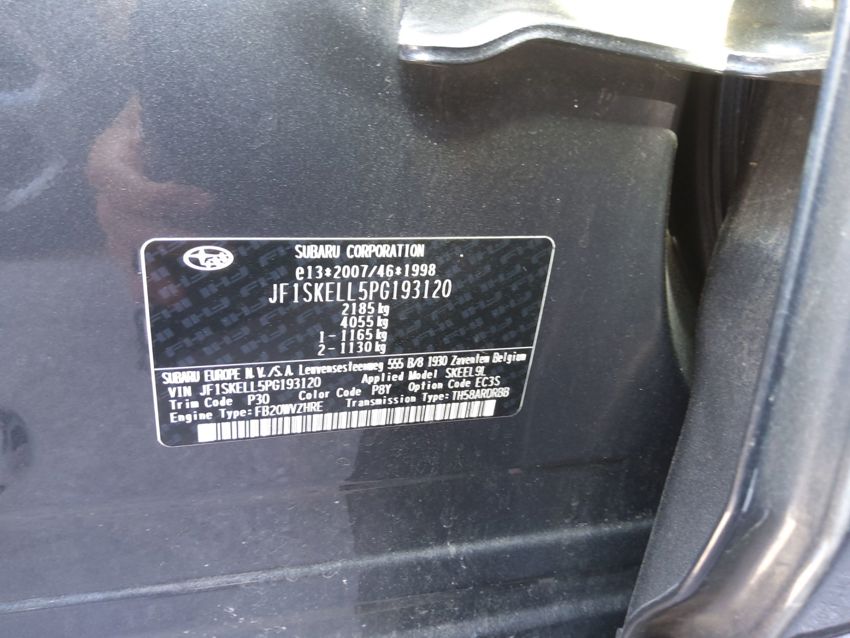 SUBARU CORPORATION
e13*2007/46*1998
JF1SKELL5PG193120
2185 kg
4055 kg
1 - 1165 kg
2 - 1130 kg
SUBARU EUROPE N.V./S.A. Leuvensesteenweg 555 B/8 1930 Zaventem Belgium
VIN JF1SKELL5PG193120 Applied Model SKEEL9L
Trim Code P30 Color Code P8Y Option Code EC3S
Engine Type: FB20WVZHRE Transmission Type: TH58ARDRBB